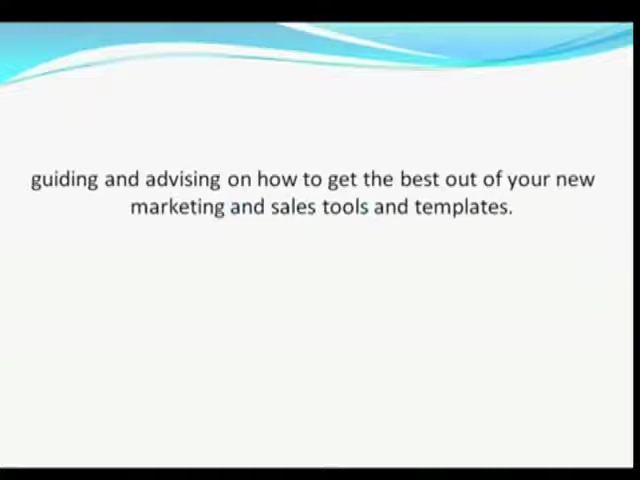 guiding and advising on how to get the best out of your new
marketing and sales tools and templates.